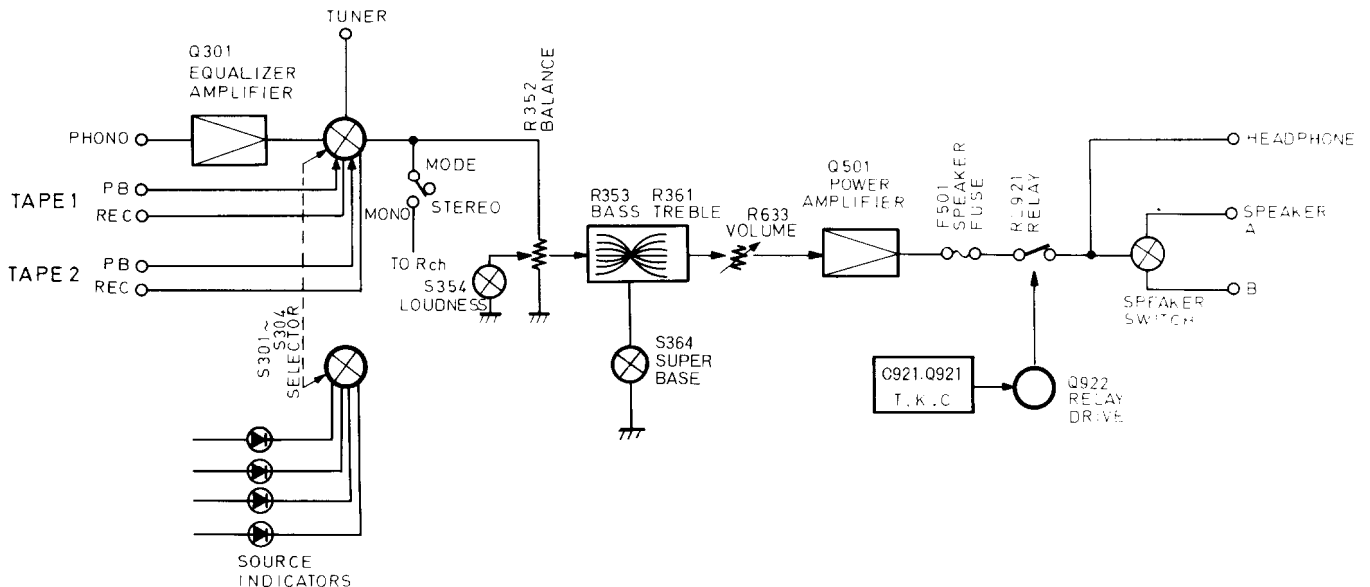 TUNER
Q301
EQUALIZER
AMPLIFIER
PHONO
TAPE 1
PB
REC
TAPE 2
PB
REC
MODE
MONO
STEREO
TO Rch
R352
BALANCE
S354
LOUDNESS
S301~
S304
SELECTOR
R353
BASS
R361
TREBLE
S364
SUPER
BASE
R633
VOLUME
Q501
POWER
AMPLIFIER
F501
SPEAKER
FUSE
RL921
RELAY
HEADPHONE
SPEAKER
A
B
SPEAKER
SWITCH
C921.Q921
T.K.C
Q922
RELAY
DRIVE
SOURCE
INDICATORS